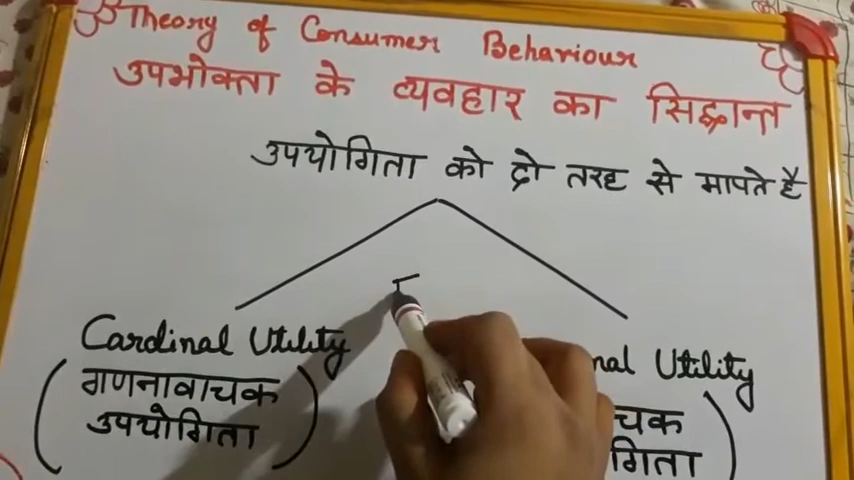 Theory of Consumer Behaviour
उपभोक्ता के व्यवहार का सिद्धान्त
उपयोगिता को दो तरह से मापते है
Cardinal Utility
(गणनावाचक
उपयोगिता)
nal Utility
चक
गिता)